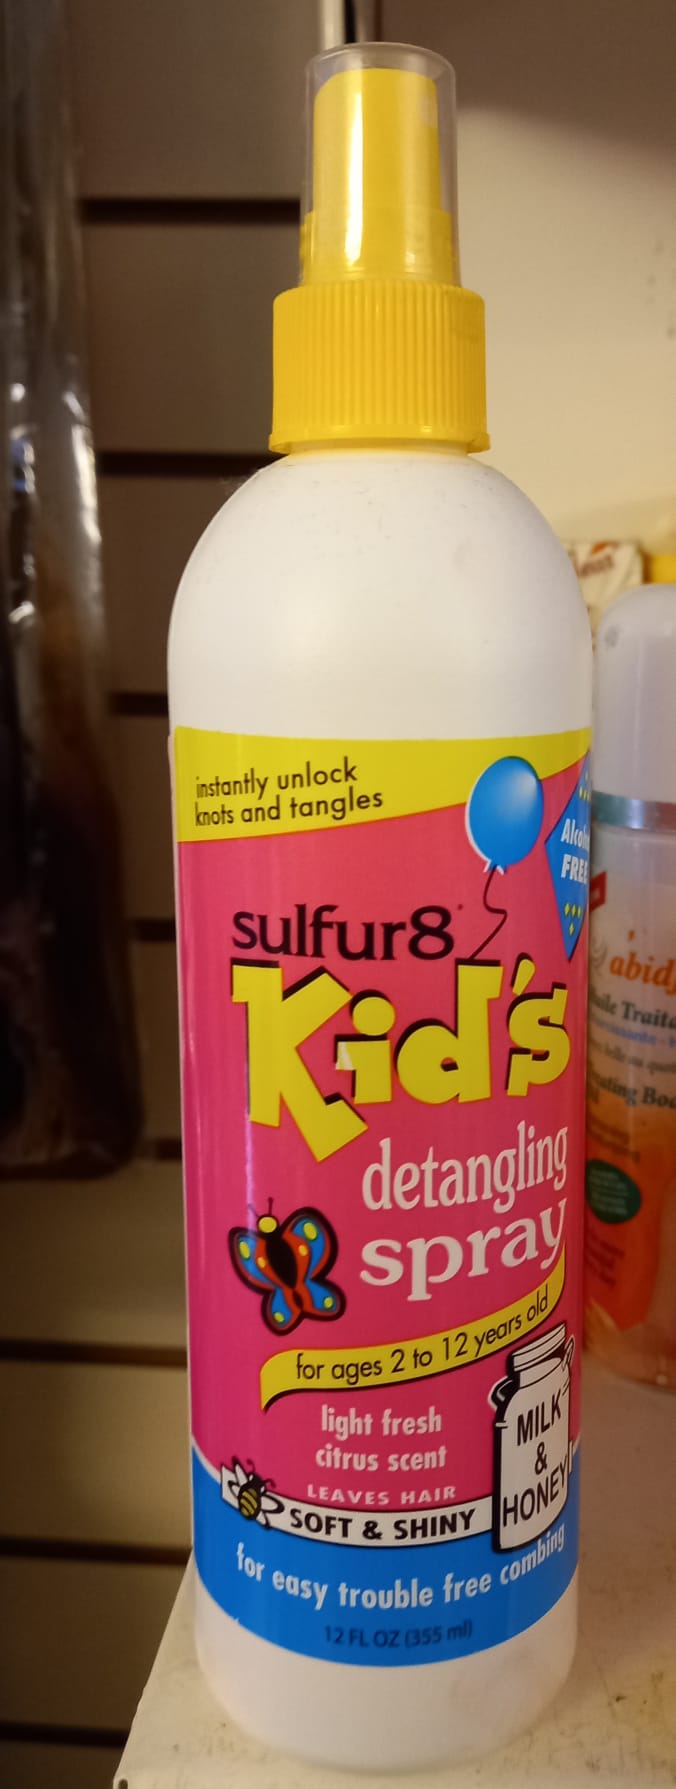 instantly unlock
knots and tangles
FREE
sulfur8
Kid's
detangling
spray
for ages 2 to 12 years old
light fresh
citrus scent
LEAVES HAIR
SOFT & SHINY
MILK
&
HONEY
for easy trouble free combing
12 FL OZ (355 ml)